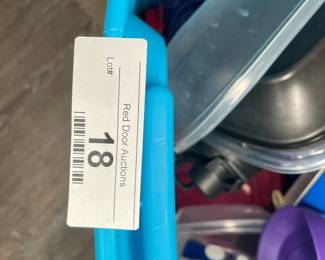 Red Door Auctions
Lot#
18